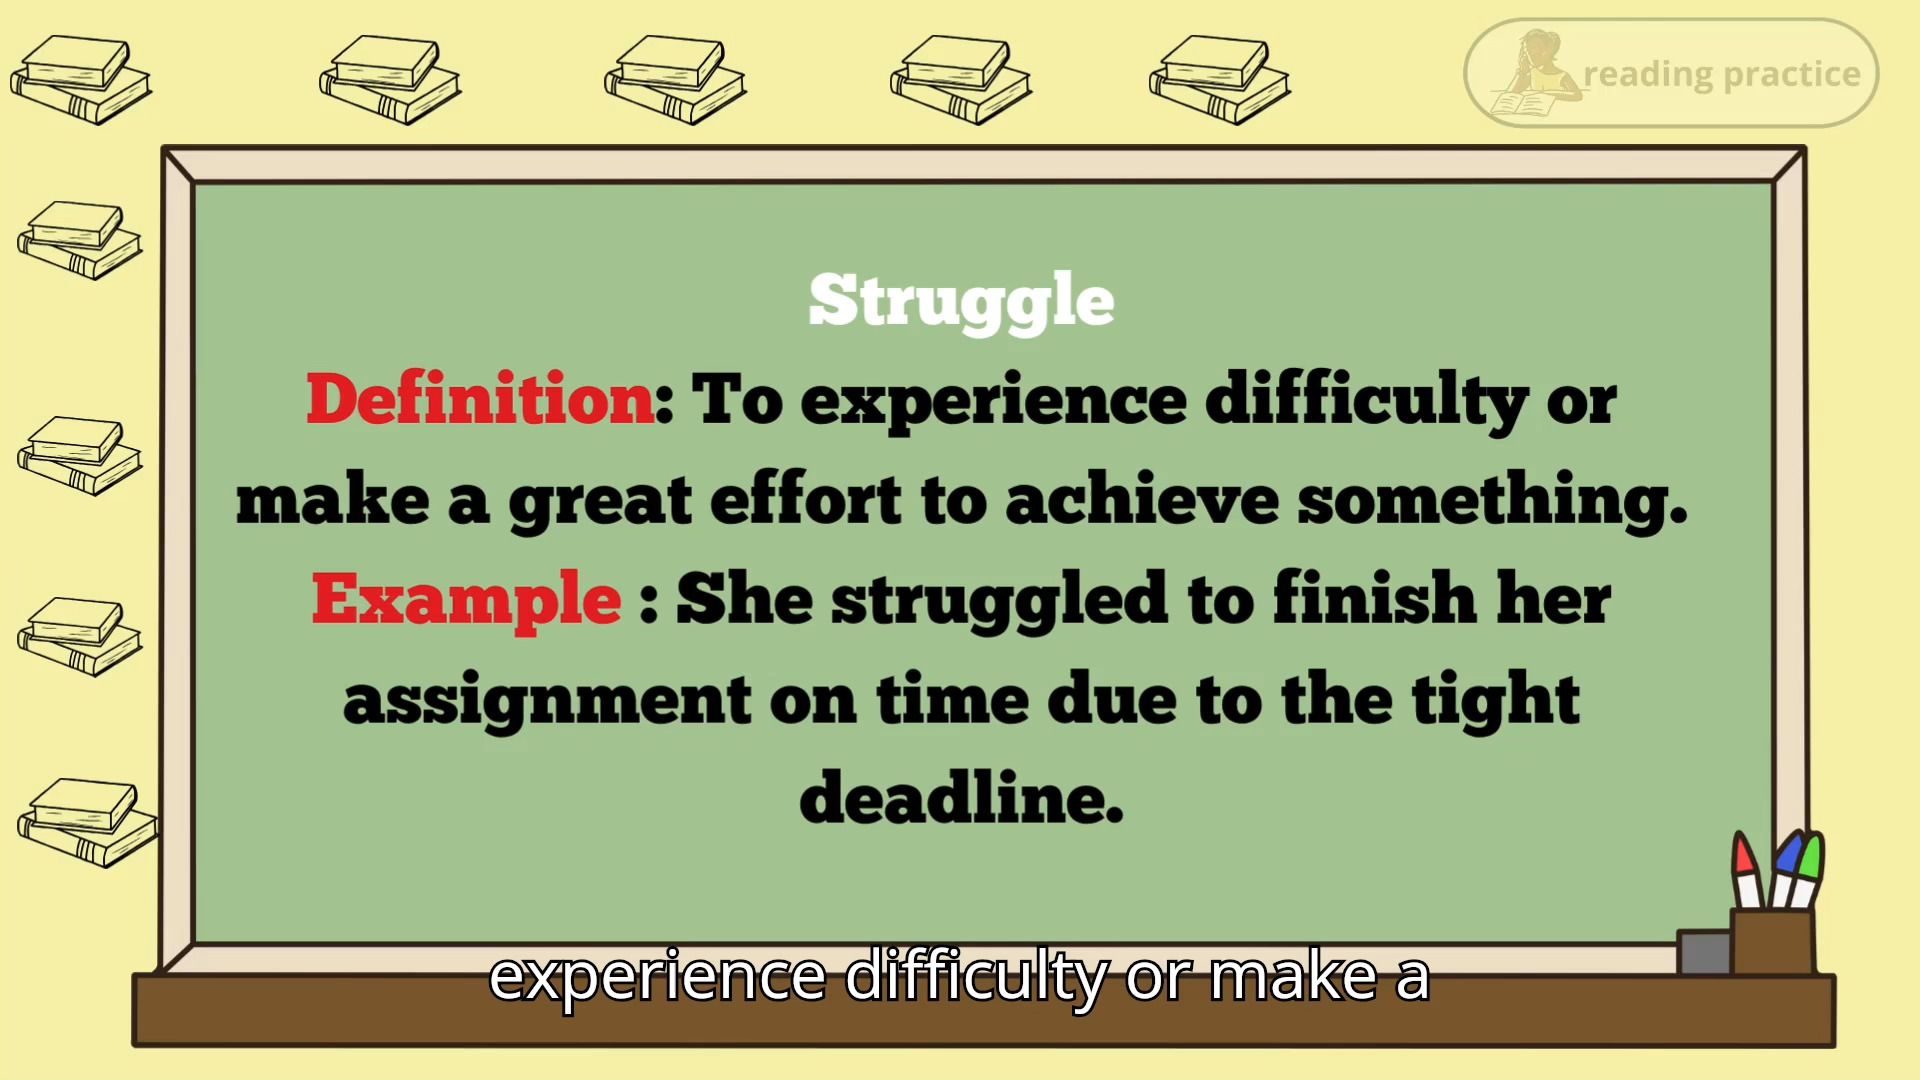 reading practice
Struggle
Definition: To experience difficulty or
make a great effort to achieve something.
Example : She struggled to finish her
assignment on time due to the tight
deadline.
experience difficulty or make a